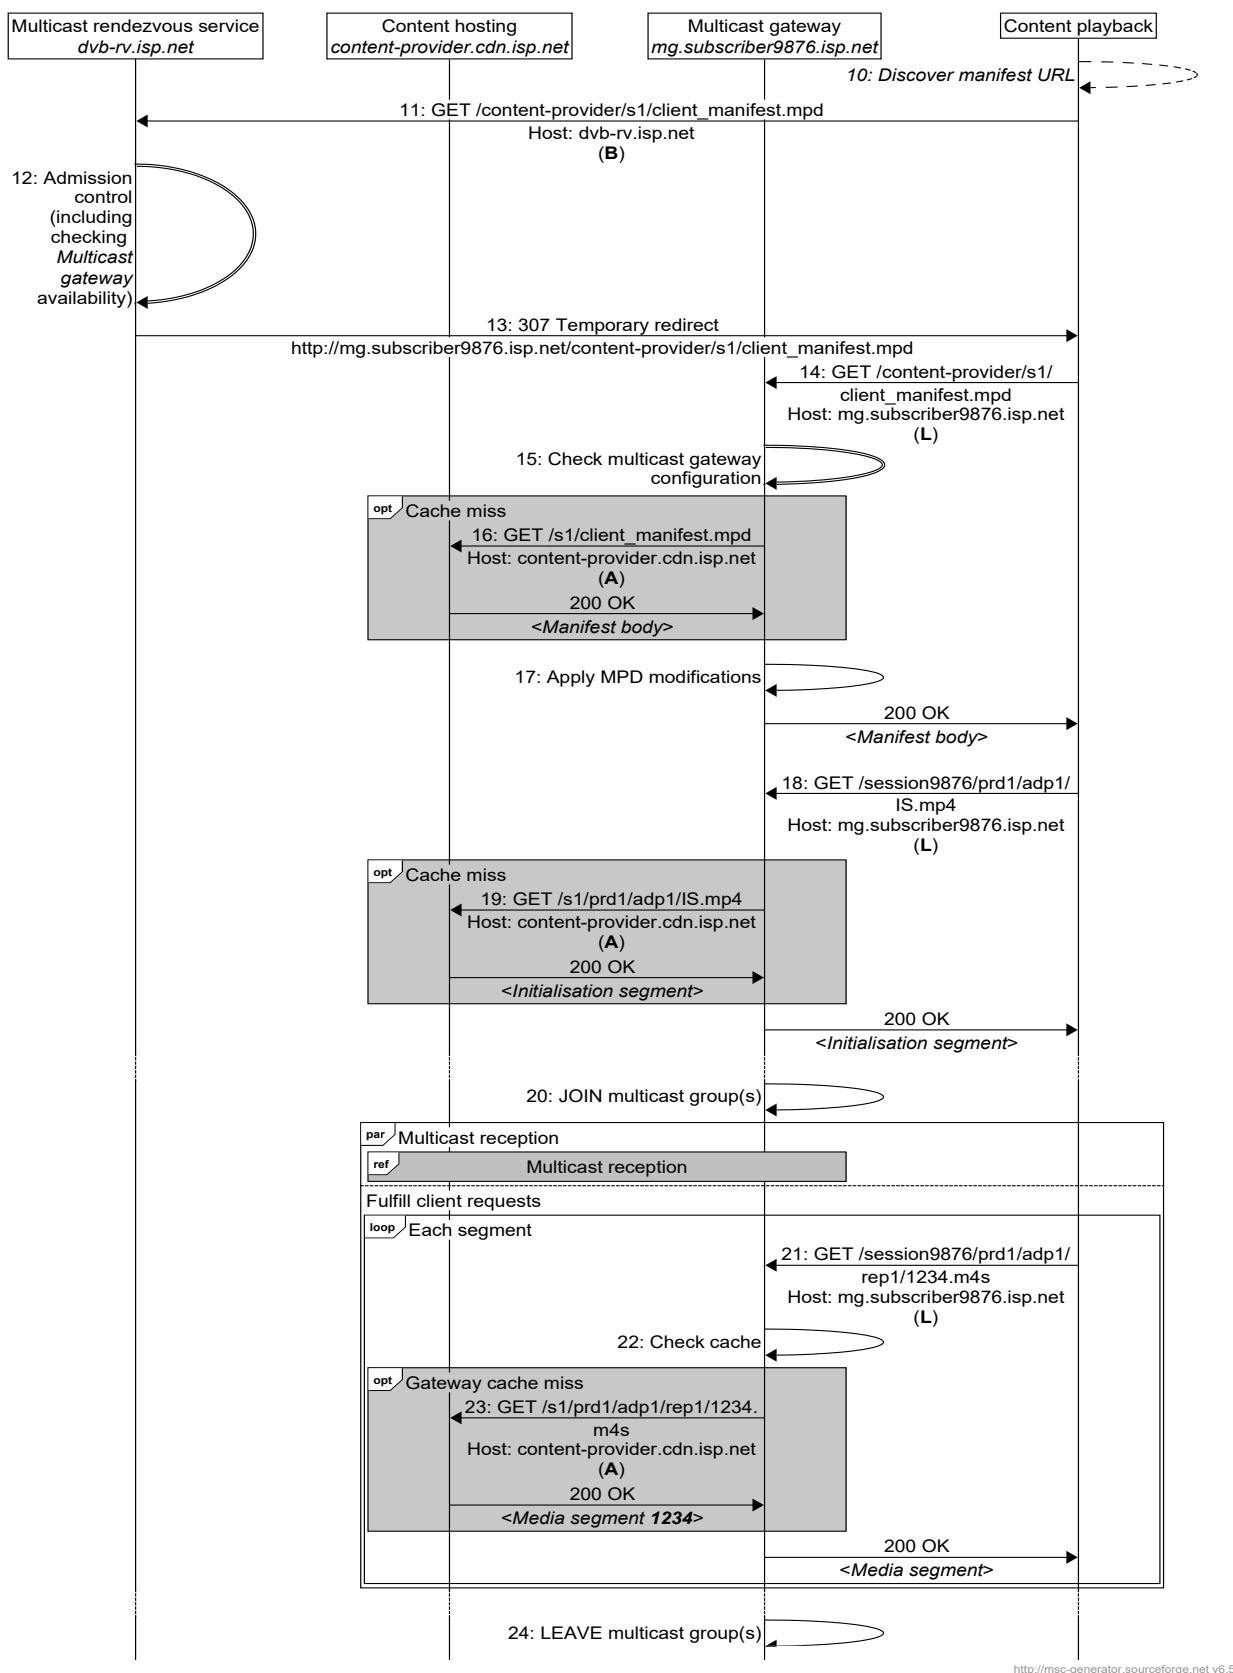 Multicast rendezvous service
dvb-rv.isp.net
Content hosting
content-provider.cdn.isp.net
Multicast gateway
mg.subscriber9876.isp.net
Content playback
10: Discover manifest URL
11: GET /content-provider/s1/client_manifest.mpd
Host: dvb-rv.isp.net
(B)
12: Admission
control
(including
checking
Multicast
gateway
availability)
13: 307 Temporary redirect
http://mg.subscriber9876.isp.net/content-provider/s1/client_manifest.mpd
14: GET /content-provider/s1/
client_manifest.mpd
Host: mg.subscriber9876.isp.net
(L)
15: Check multicast gateway
configuration
opt Cache miss
16: GET /s1/client_manifest.mpd
Host: content-provider.cdn.isp.net
(A)
200 OK
<Manifest body>
17: Apply MPD modifications
200 OK
<Manifest body>
18: GET /session9876/prd1/adp1/
IS.mp4
Host: mg.subscriber9876.isp.net
(L)
opt Cache miss
19: GET /s1/prd1/adp1/IS.mp4
Host: content-provider.cdn.isp.net
(A)
200 OK
<Initialisation segment>
200 OK
<Initialisation segment>
20: JOIN multicast group(s)
par Multicast reception
ref Multicast reception
Fulfill client requests
loop Each segment
21: GET /session9876/prd1/adp1/
rep1/1234.m4s
Host: mg.subscriber9876.isp.net
(L)
22: Check cache
opt Gateway cache miss
23: GET /s1/prd1/adp1/rep1/1234.
m4s
Host: content-provider.cdn.isp.net
(A)
200 OK
<Media segment 1234>
200 OK
<Media segment>
24: LEAVE multicast group(s)
http://msc-generator.sourceforge.net v6.5